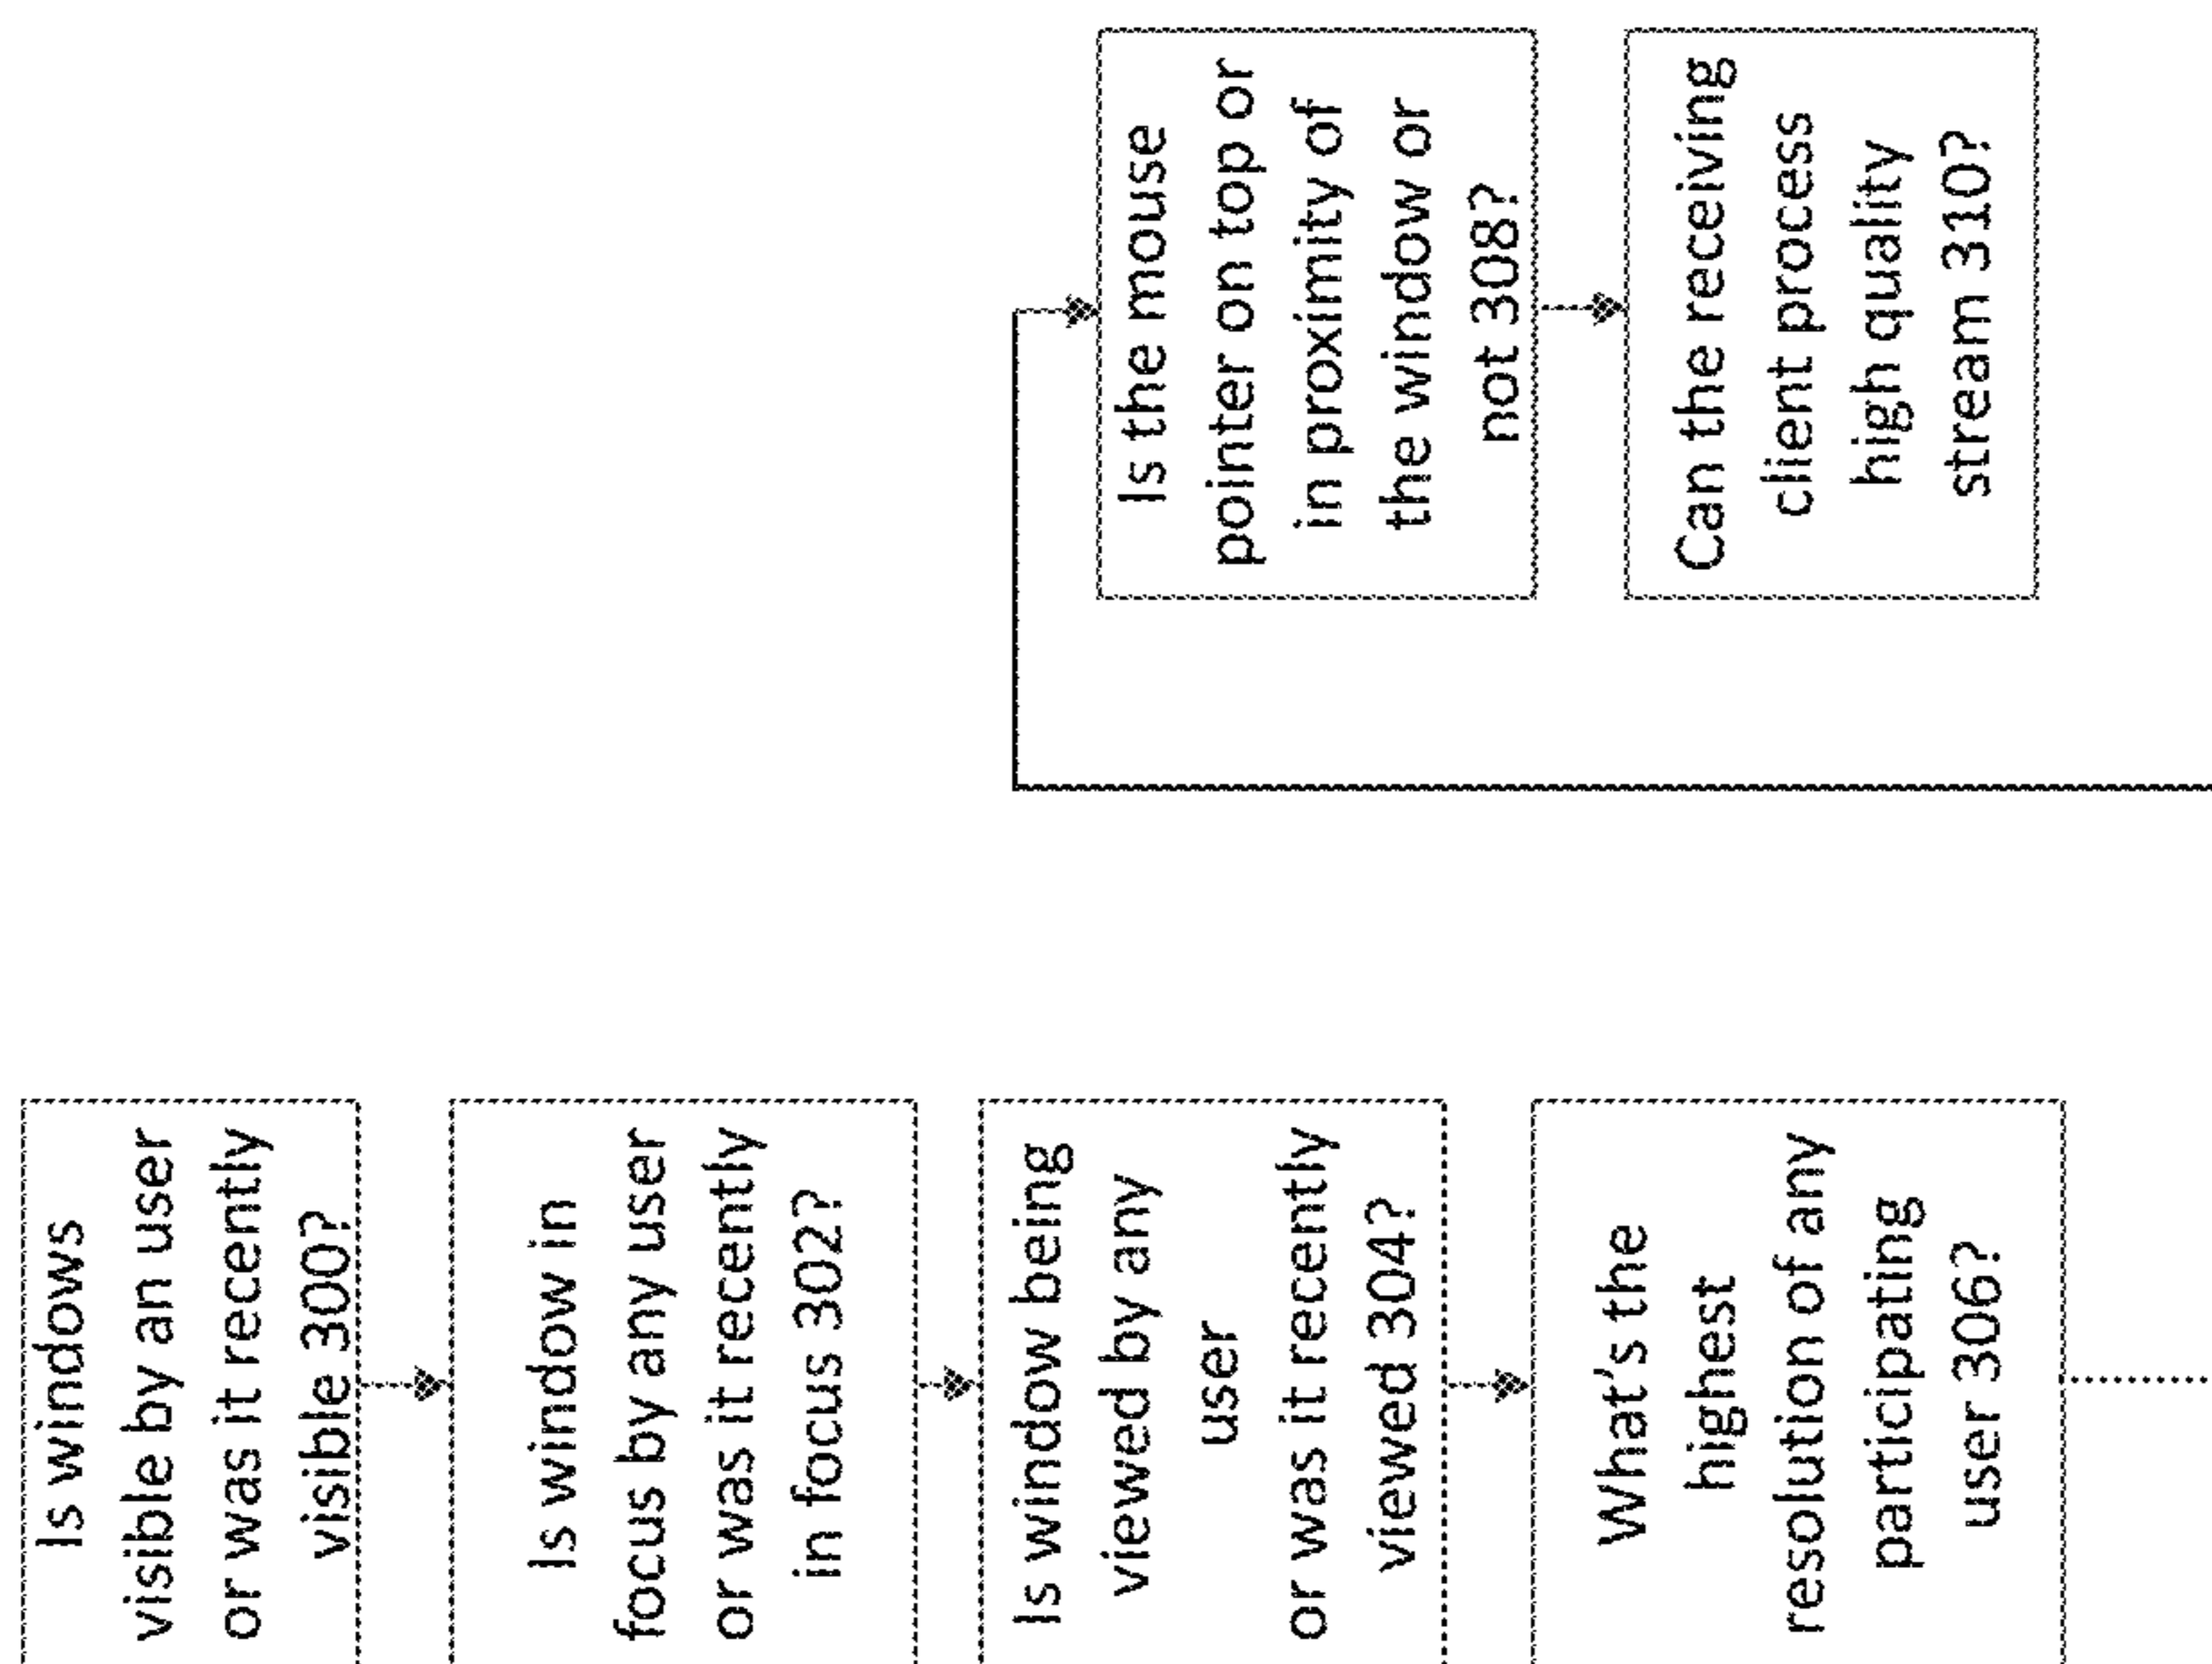 Is windows
visible by an user
or was it recently
visible 300?
Is window in
focus by any user
or was it recently
in focus 302?
Is window being
viewed by any
user
or was it recently
viewed 304?
What's the
highest
resolution of any
participating
user 306?
Is the mouse
pointer on top or
in proximity of
the window or
not 308?
Can the receiving
client process
high quality
stream 310?